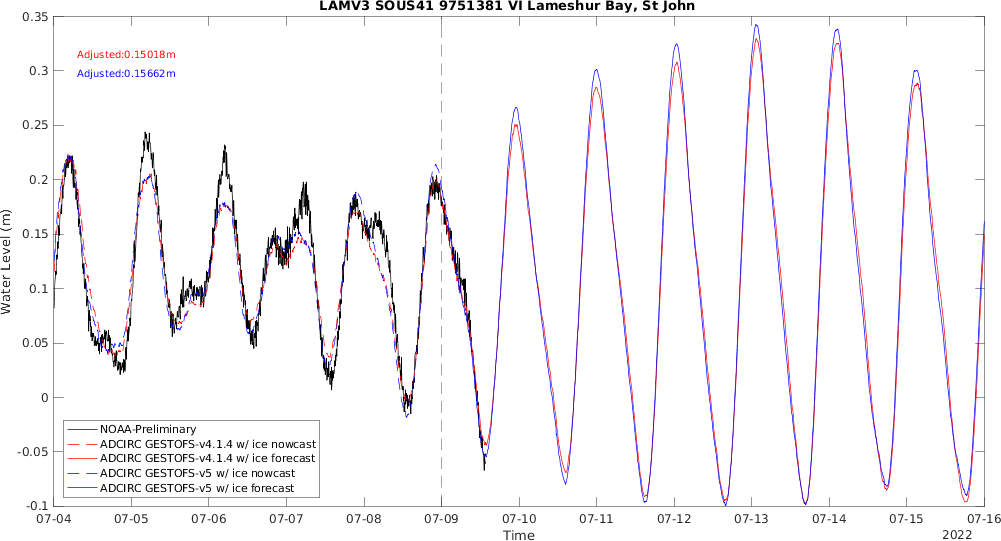 LAMV3 SOUS41 9751381 VI Lameshur Bay, St John
0.35
Adjusted:0.15018m
0.3
Adjusted:0.15662m
0.25
0.2
0.15
Water Level (m)
0.1
0.05
0
NOAA-Preliminary
ADCIRC GESTOFS-v4.1.4 w/ ice nowcast
ADCIRC GESTOFS-v4.1.4 w/ ice forecast
-0.05
ADCIRC GESTOFS-v5 w/ ice nowcast
ADCIRC GESTOFS-v5 w/ ice forecast
-0.1
07-04 07-05 07-06 07-07 07-08 07-09 07-10 07-11 07-12 07-13 07-14 07-15 07-16
Time
2022